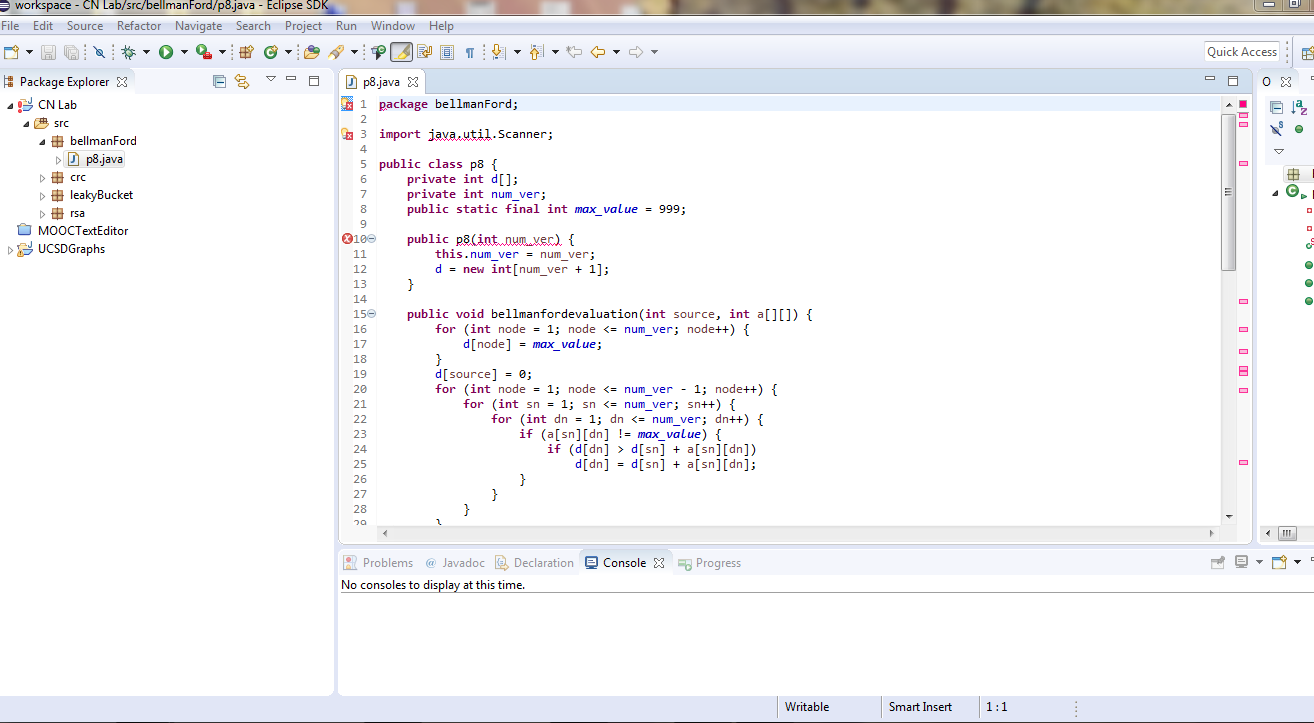 workspace - CN Lab/src/bellmanFord/p8.java - Eclipse SDK
File Edit Source Refactor Navigate Search Project Run Window Help
Quick Access
Package Explorer
CN Lab
src
bellmanFord
p8.java
crc
leakyBucket
rsa
MOOCTextEditor
UCSDGraphs
p8.java
1 package bellmanFord;
2
3 import java.util.Scanner;
4
5 public class p8 {
6 private int d[];
7 private int num_ver;
8 public static final int max_value = 999;
9
10 public p8(int num_ver) {
11 this.num_ver = num_ver;
12 d = new int[num_ver + 1];
13 }
14
15 public void bellmanfordevaluation(int source, int a[][]) {
16 for (int node = 1; node <= num_ver; node++) {
17 d[node] = max_value;
18 }
19 d[source] = 0;
20 for (int node = 1; node <= num_ver - 1; node++) {
21 for (int sn = 1; sn <= num_ver; sn++) {
22 for (int dn = 1; dn <= num_ver; dn++) {
23 if (a[sn][dn] != max_value) {
24 if (d[dn] > d[sn] + a[sn][dn])
25 d[dn] = d[sn] + a[sn][dn];
26 }
27 }
28 }
29 }
O
Problems @ Javadoc Declaration Console Progress
No consoles to display at this time.
Writable Smart Insert 1 : 1